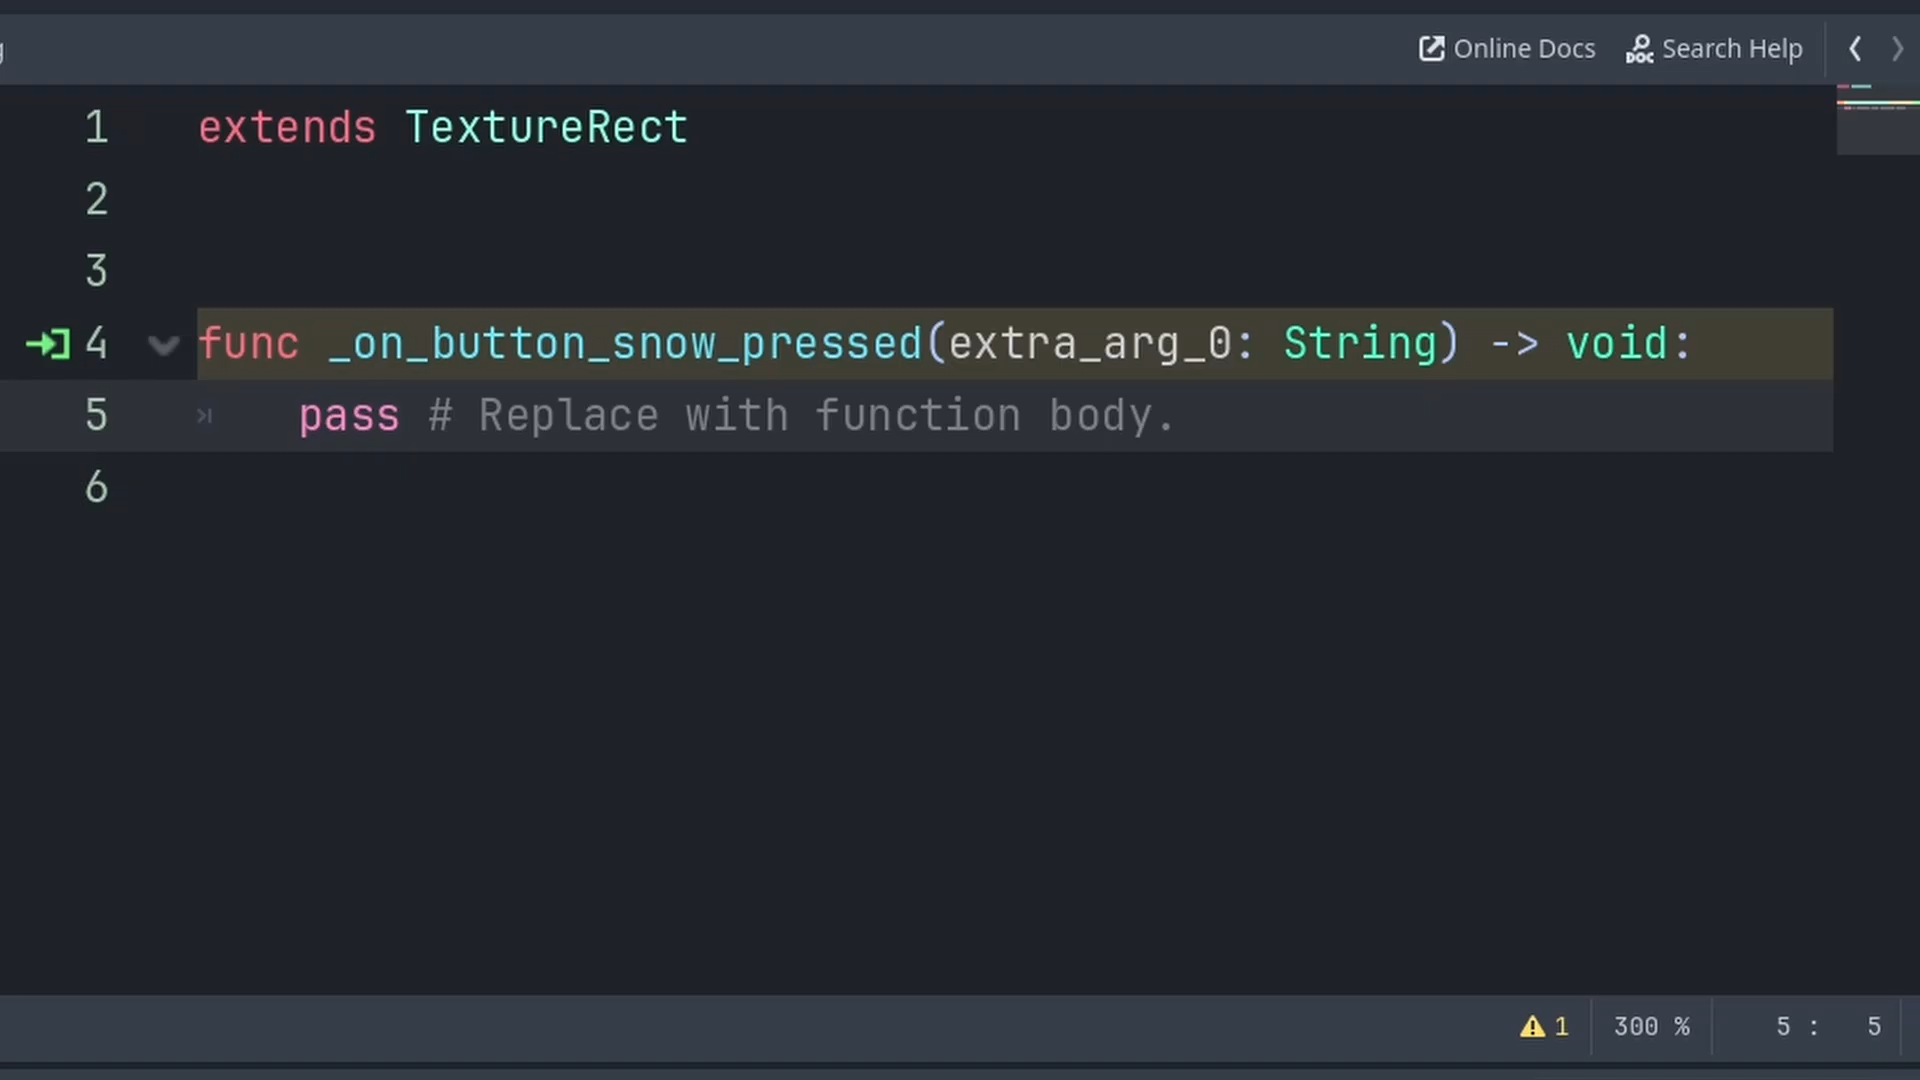 Online Docs DOC Search Help
1 extends TextureRect
2
3
4 func _on_button_snow_pressed(extra_arg_0: String) -> void:
5 pass # Replace with function body.
6
1 300 % 5 : 5